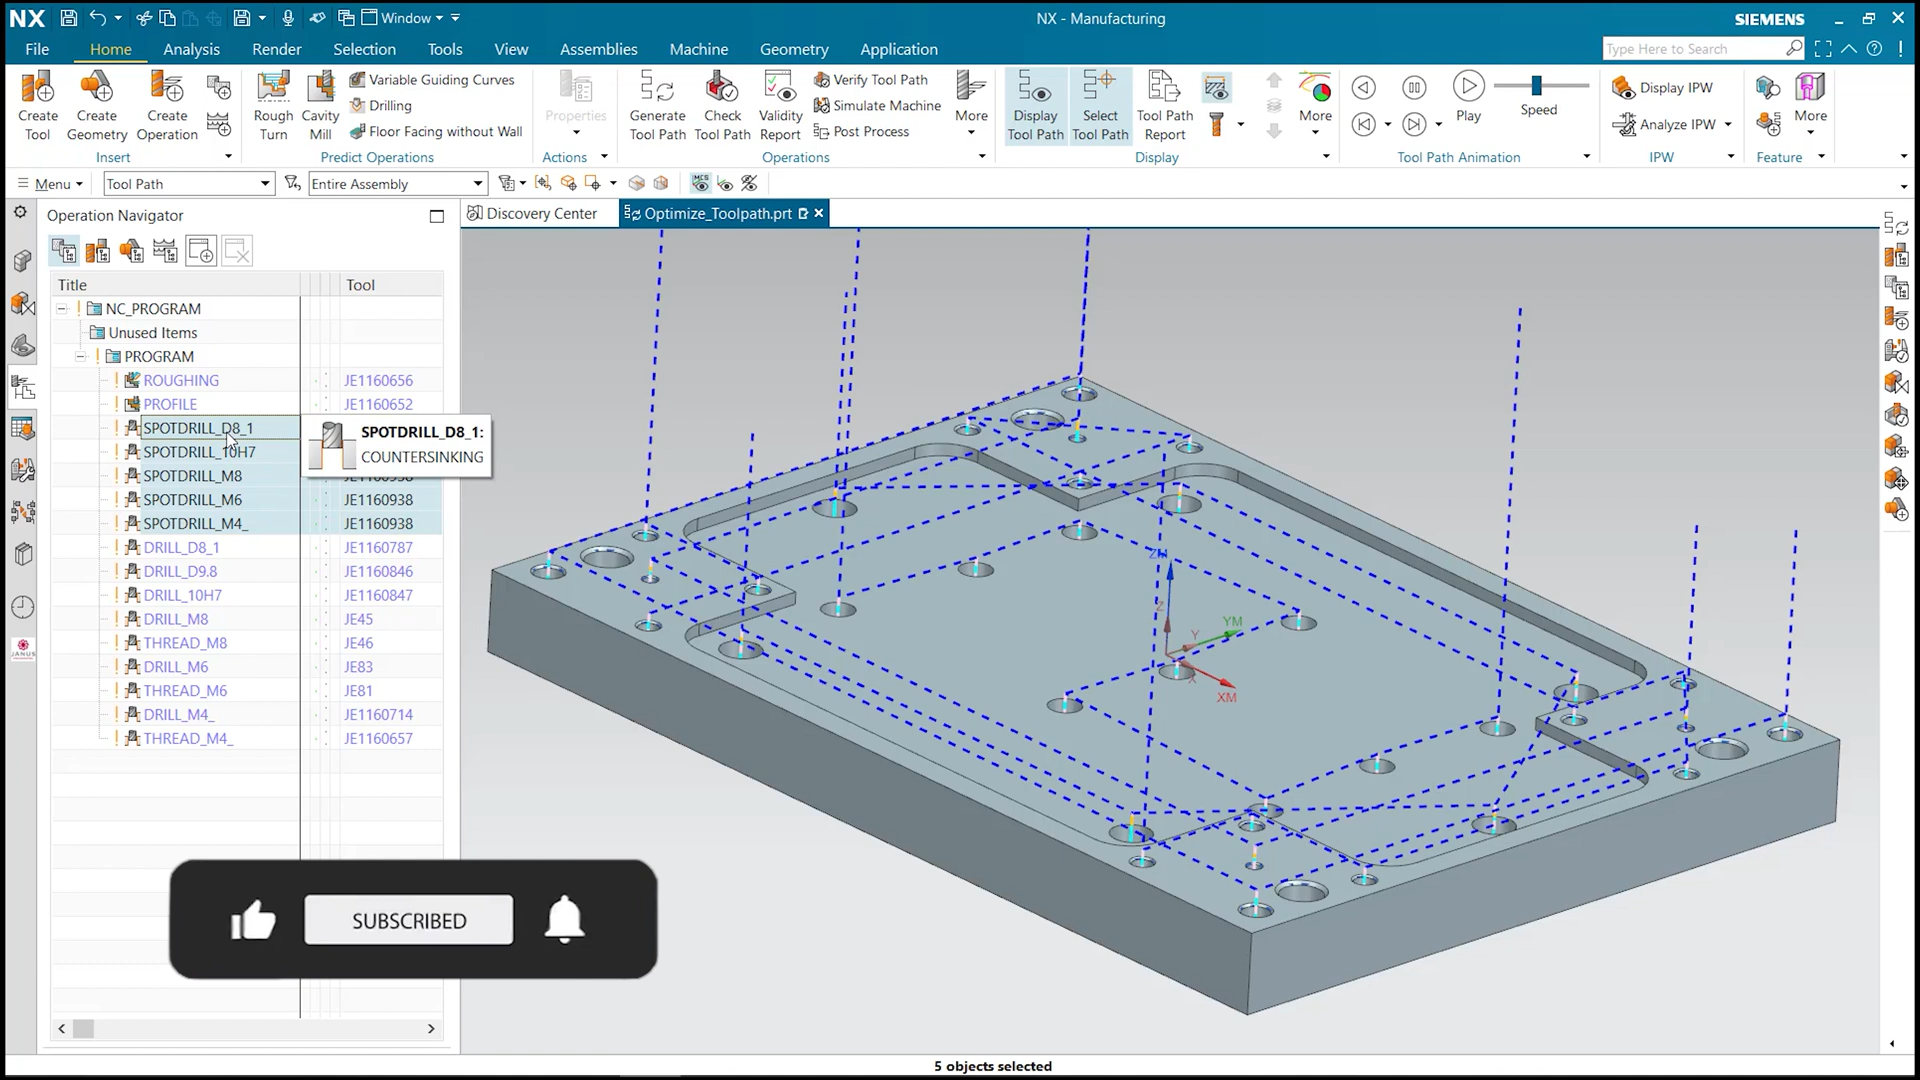 NX
Window
NX - Manufacturing
SIEMENS
File
Home
Analysis
Render
Selection
Tools
View
Assemblies
Machine
Geometry
Application
Type Here to Search
Create Tool
Create Geometry
Create Operation
Insert
Rough Turn
Cavity Mill
Variable Guiding Curves
Drilling
Floor Facing without Wall
Predict Operations
Properties
Actions
Generate Tool Path
Check Tool Path
Validity Report
Verify Tool Path
Simulate Machine
Post Process
More
Operations
Display Tool Path
Select Tool Path
Tool Path Report
More
Display
Play
Speed
Tool Path Animation
Display IPW
Analyze IPW
IPW
More
Feature
Menu
Tool Path
Entire Assembly
Operation Navigator
Discovery Center
Optimize_Toolpath.prt
Title
Tool
NC_PROGRAM
Unused Items
PROGRAM
ROUGHING JE1160656
PROFILE JE1160652
SPOTDRILL_D8_1
SPOTDRILL_10H7
SPOTDRILL_M8 JE1160938
SPOTDRILL_M6 JE1160938
SPOTDRILL_M4_ JE1160938
DRILL_D8_1 JE1160787
DRILL_D9.8 JE1160846
DRILL_10H7 JE1160847
DRILL_M8 JE45
THREAD_M8 JE46
DRILL_M6 JE83
THREAD_M6 JE81
DRILL_M4_ JE1160714
THREAD_M4_ JE1160657
SPOTDRILL_D8_1:
COUNTERSINKING
ZM
Z
YM
Y
X
XM
JANUS
MCS
SUBSCRIBED
5 objects selected